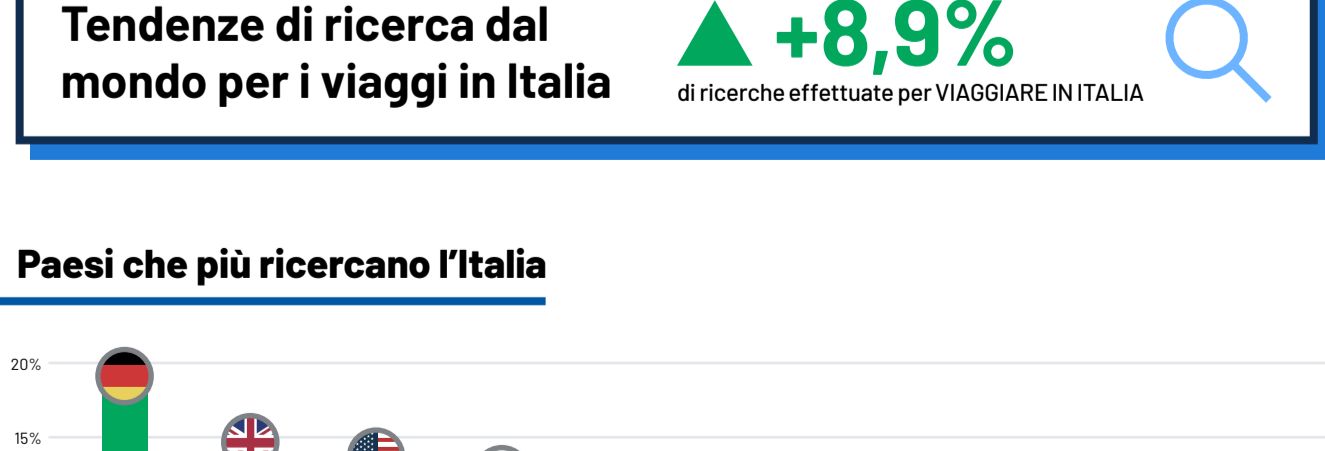 Tendenze di ricerca dal
mondo per i viaggi in Italia
+8,9%
di ricerche effettuate per VIAGGIARE IN ITALIA
Paesi che più ricercano l’Italia
20%
15%